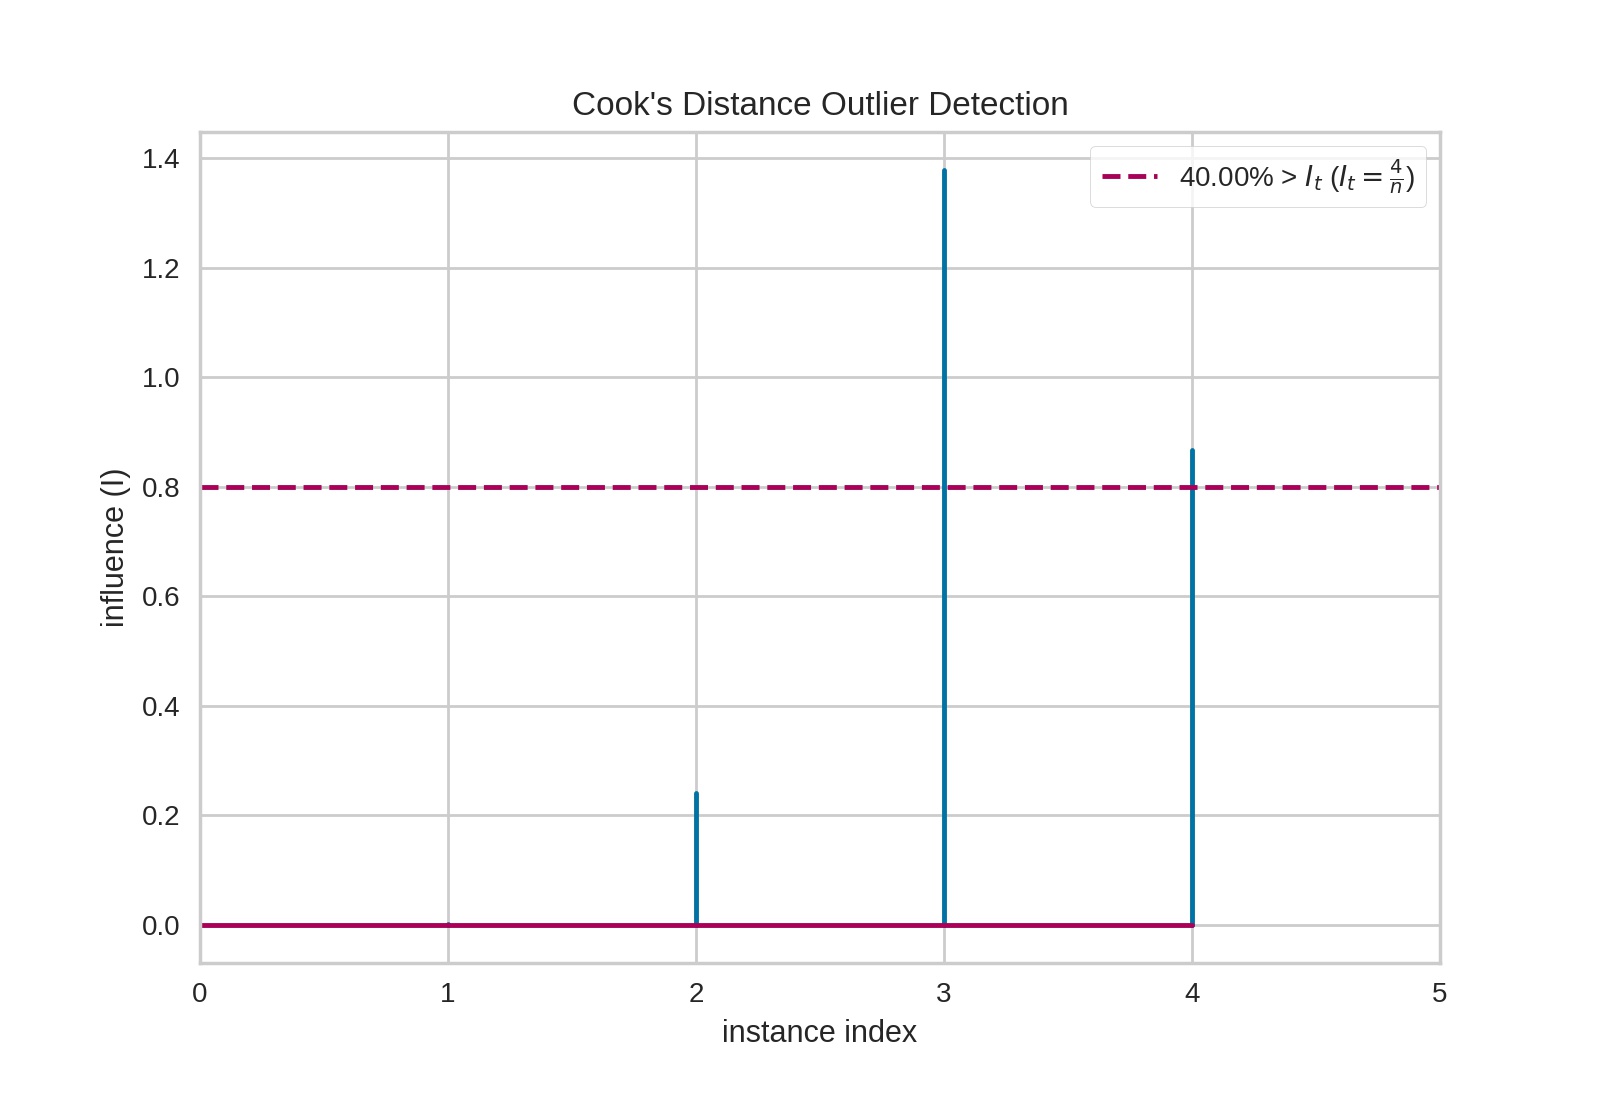 Cook's Distance Outlier Detection
40.00% > I_t (I_t = 4/n)
1.4
1.2
1.0
0.8
0.6
0.4
0.2
0.0
influence (I)
0 1 2 3 4 5
instance index